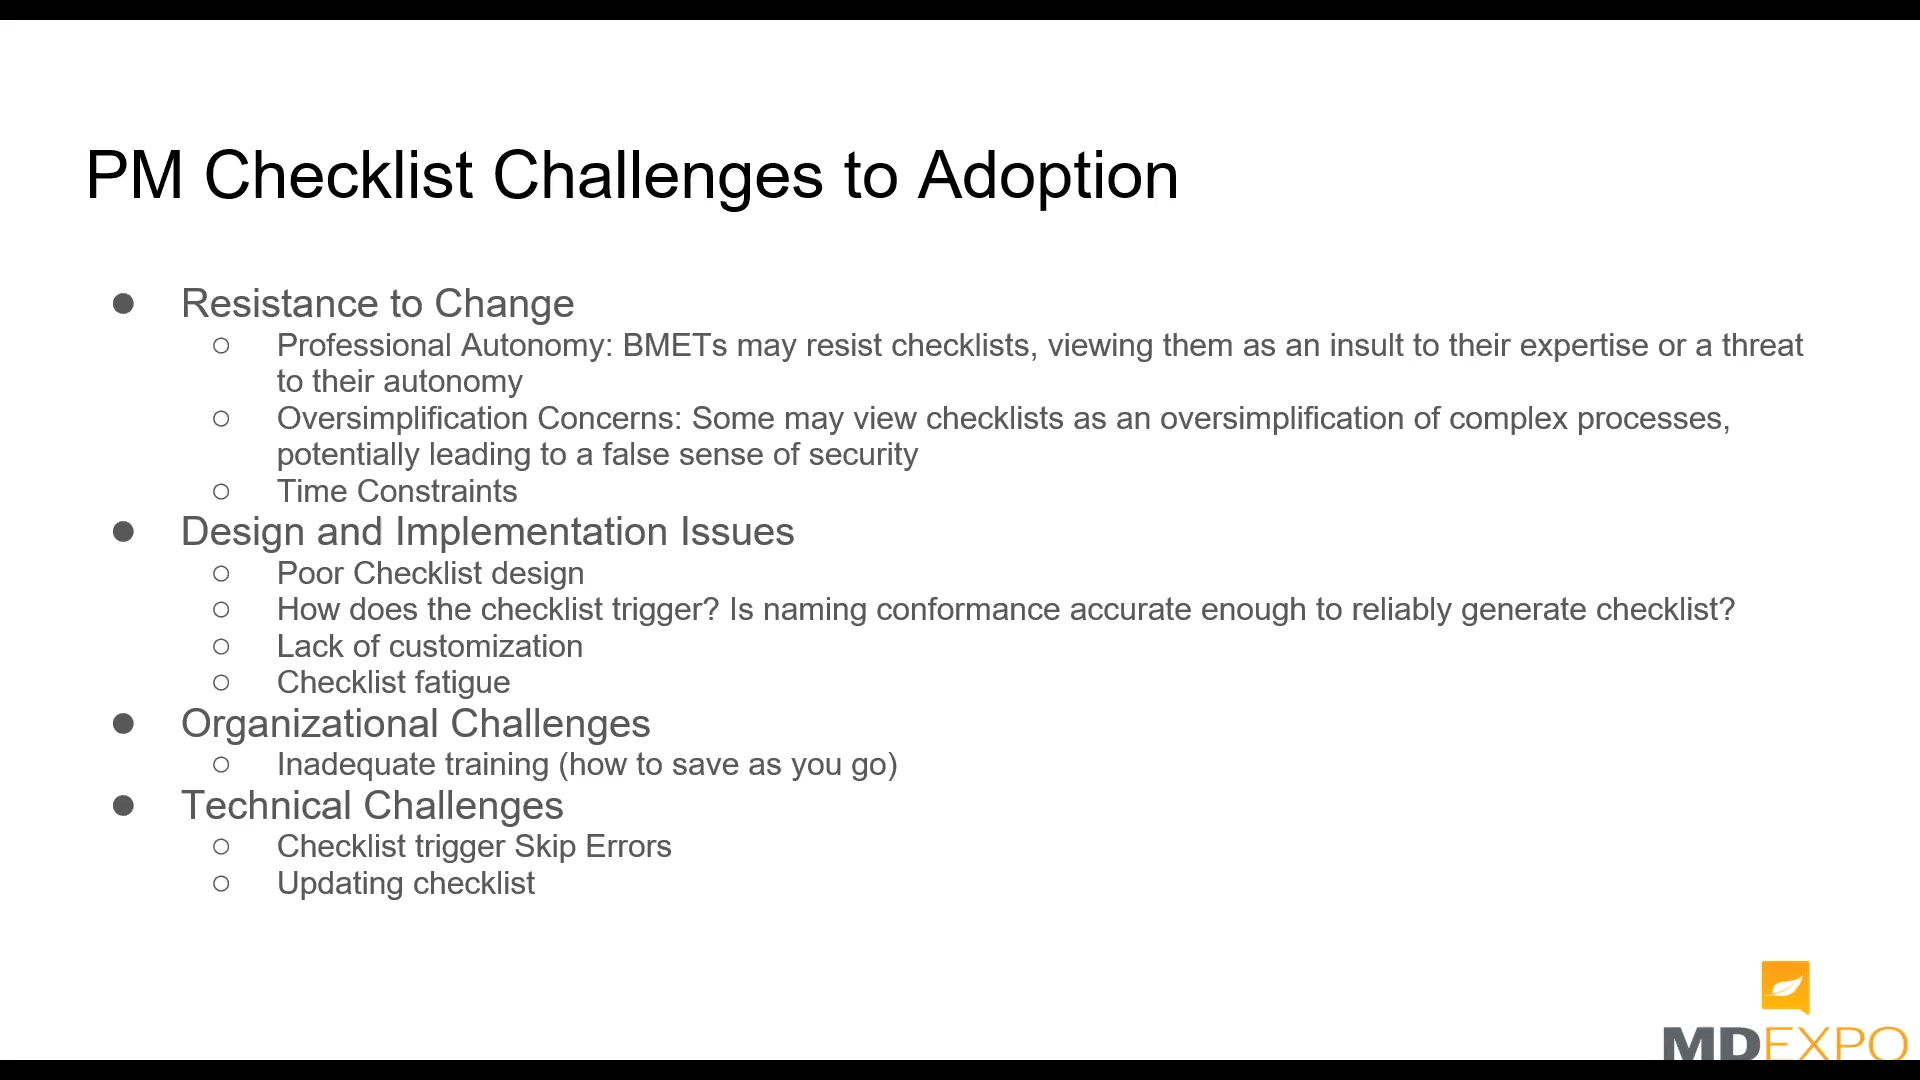 PM Checklist Challenges to Adoption
● Resistance to Change
○ Professional Autonomy: BMETs may resist checklists, viewing them as an insult to their expertise or a threat
to their autonomy
○ Oversimplification Concerns: Some may view checklists as an oversimplification of complex processes,
potentially leading to a false sense of security
○ Time Constraints
● Design and Implementation Issues
○ Poor Checklist design
○ How does the checklist trigger? Is naming conformance accurate enough to reliably generate checklist?
○ Lack of customization
○ Checklist fatigue
● Organizational Challenges
○ Inadequate training (how to save as you go)
● Technical Challenges
○ Checklist trigger Skip Errors
○ Updating checklist
MDEXPO